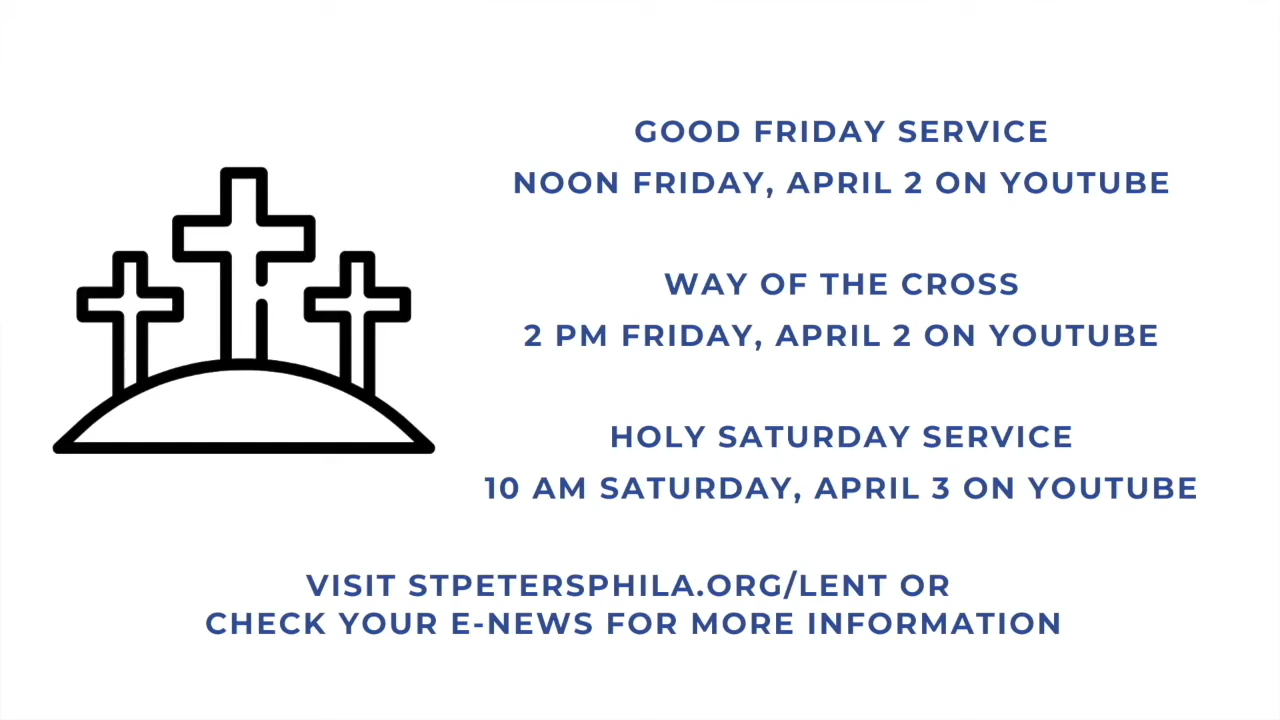 GOOD FRIDAY SERVICE
NOON FRIDAY, APRIL 2 ON YOUTUBE
WAY OF THE CROSS
2 PM FRIDAY, APRIL 2 ON YOUTUBE
HOLY SATURDAY SERVICE
10 AM SATURDAY, APRIL 3 ON YOUTUBE
VISIT STPETERSPHILA.ORG/LENT OR
CHECK YOUR E-NEWS FOR MORE INFORMATION